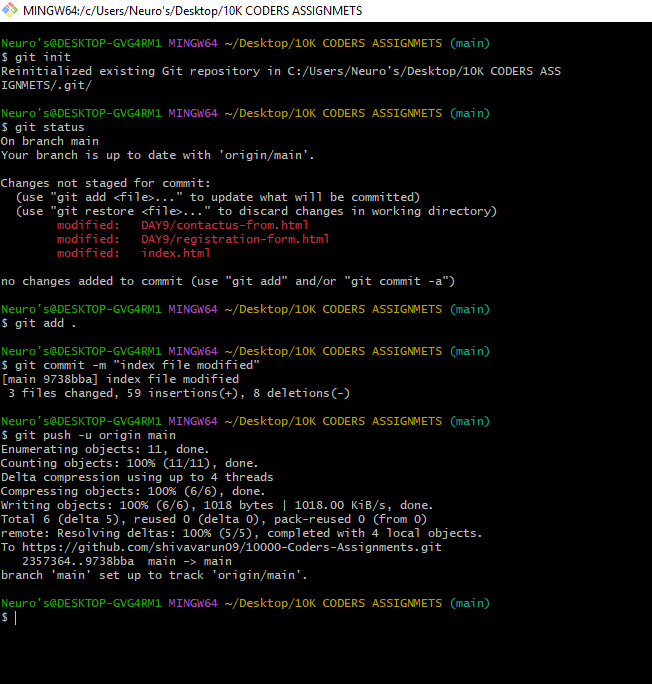 MINGW64:/c/Users/Neuro's/Desktop/10K CODERS ASSIGNMETS
Neuro's@DESKTOP-GVG4RM1 MINGW64 ~/Desktop/10K CODERS ASSIGNMETS (main)
$ git init
Reinitialized existing Git repository in C:/Users/Neuro's/Desktop/10K CODERS ASS
IGNMETS/.git/
Neuro's@DESKTOP-GVG4RM1 MINGW64 ~/Desktop/10K CODERS ASSIGNMETS (main)
$ git status
On branch main
Your branch is up to date with 'origin/main'.
Changes not staged for commit:
  (use "git add <file>..." to update what will be committed)
  (use "git restore <file>..." to discard changes in working directory)
        modified:   DAY9/contactus-from.html
        modified:   DAY9/registration-form.html
        modified:   index.html
no changes added to commit (use "git add" and/or "git commit -a")
Neuro's@DESKTOP-GVG4RM1 MINGW64 ~/Desktop/10K CODERS ASSIGNMETS (main)
$ git add .
Neuro's@DESKTOP-GVG4RM1 MINGW64 ~/Desktop/10K CODERS ASSIGNMETS (main)
$ git commit -m "index file modified"
[main 9738bba] index file modified
 3 files changed, 59 insertions(+), 8 deletions(-)
Neuro's@DESKTOP-GVG4RM1 MINGW64 ~/Desktop/10K CODERS ASSIGNMETS (main)
$ git push -u origin main
Enumerating objects: 11, done.
Counting objects: 100% (11/11), done.
Delta compression using up to 4 threads
Compressing objects: 100% (6/6), done.
Writing objects: 100% (6/6), 1018 bytes | 1018.00 KiB/s, done.
Total 6 (delta 5), reused 0 (delta 0), pack-reused 0 (from 0)
remote: Resolving deltas: 100% (5/5), completed with 4 local objects.
To https://github.com/shivavarun09/10000-Coders-Assignments.git
   2357364..9738bba  main -> main
branch 'main' set up to track 'origin/main'.
Neuro's@DESKTOP-GVG4RM1 MINGW64 ~/Desktop/10K CODERS ASSIGNMETS (main)
$